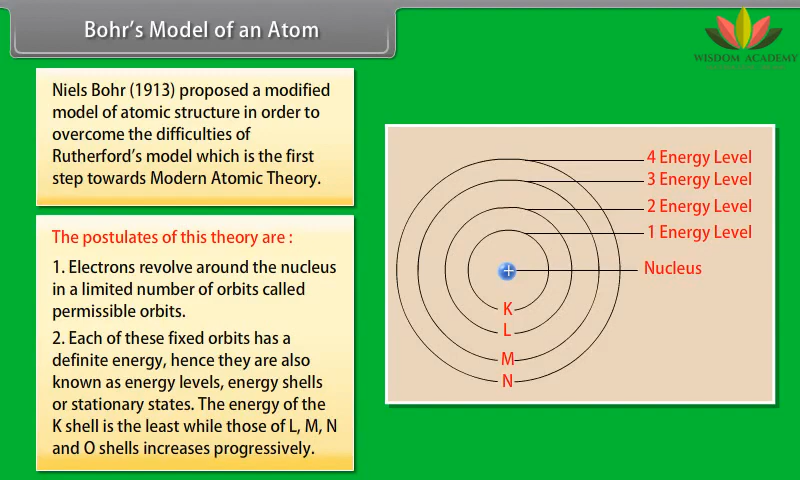 Bohr's Model of an Atom
WISDOM ACADEMY
Niels Bohr (1913) proposed a modified
model of atomic structure in order to
overcome the difficulties of
Rutherford's model which is the first
step towards Modern Atomic Theory.
The postulates of this theory are :
1. Electrons revolve around the nucleus
in a limited number of orbits called
permissible orbits.
2. Each of these fixed orbits has a
definite energy, hence they are also
known as energy levels, energy shells
or stationary states. The energy of the
K shell is the least while those of L, M, N
and O shells increases progressively.
4 Energy Level
3 Energy Level
2 Energy Level
1 Energy Level
Nucleus
+
K
L
M
N